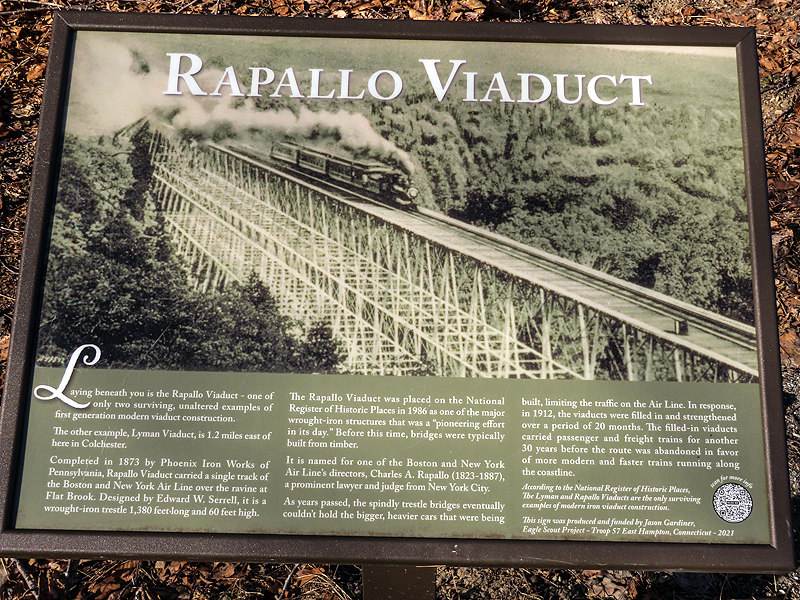 RAPALLO VIADUCT
Laying beneath you is the Rapallo Viaduct - one of
only two surviving, unaltered examples of
first generation modern viaduct construction.
The other example, Lyman Viaduct, is 1.2 miles east of
here in Colchester.
Completed in 1873 by Phoenix Iron Works of
Pennsylvania, Rapallo Viaduct carried a single track of
the Boston and New York Air Line over the ravine at
Flat Brook. Designed by Edward W. Serrell, it is a
wrought-iron trestle 1,380 feet-long and 60 feet high.
The Rapallo Viaduct was placed on the National
Register of Historic Places in 1986 as one of the major
wrought-iron structures that was a "pioneering effort
in its day." Before this time, bridges were typically
built from timber.
It is named for one of the Boston and New York
Air Line's directors, Charles A. Rapallo (1823-1887),
a prominent lawyer and judge from New York City.
As years passed, the spindly trestle bridges eventually
couldn't hold the bigger, heavier cars that were being
built, limiting the traffic on the Air Line. In response,
in 1912, the viaducts were filled in and strengthened
over a period of 20 months. The filled-in viaducts
carried passenger and freight trains for another
30 years before the route was abandoned in favor
of more modern and faster trains running along
the coastline.
According to the National Register of Historic Places,
The Lyman and Rapallo Viaducts are the only surviving
examples of modern iron viaduct construction.
scan for more info
This sign was produced and funded by Jason Gardiner,
Eagle Scout Project - Troop 57 East Hampton, Connecticut - 2021